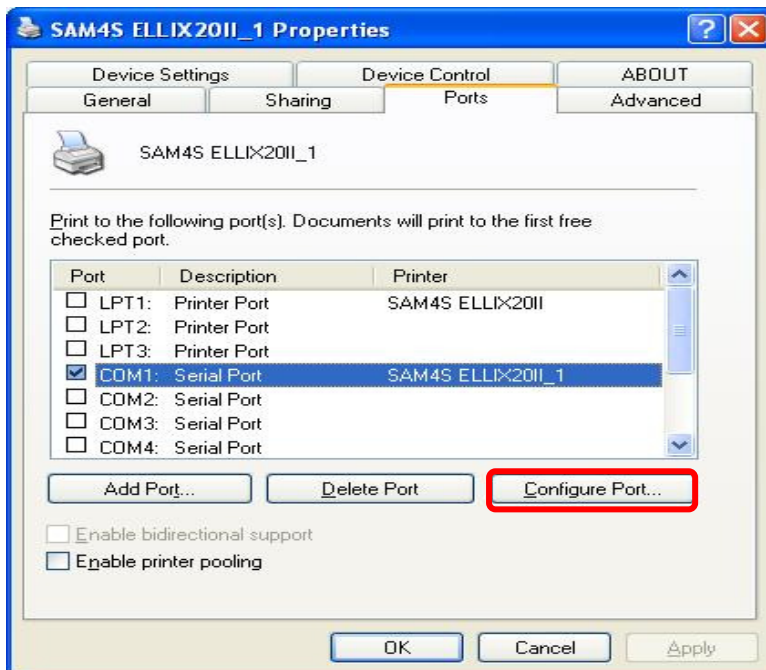 SAM4S ELLIX20II_1 Properties
Device Settings Device Control ABOUT
General Sharing Ports Advanced
SAM4S ELLIX20II_1
Print to the following port(s). Documents will print to the first free
checked port.
Port Description Printer
LPT1: Printer Port SAM4S ELLIX20II
LPT2: Printer Port
LPT3: Printer Port
COM1: Serial Port SAM4S ELLIX20II_1
COM2: Serial Port
COM3: Serial Port
COM4: Serial Port
Add Port... Delete Port Configure Port...
Enable bidirectional support
Enable printer pooling
OK Cancel Apply